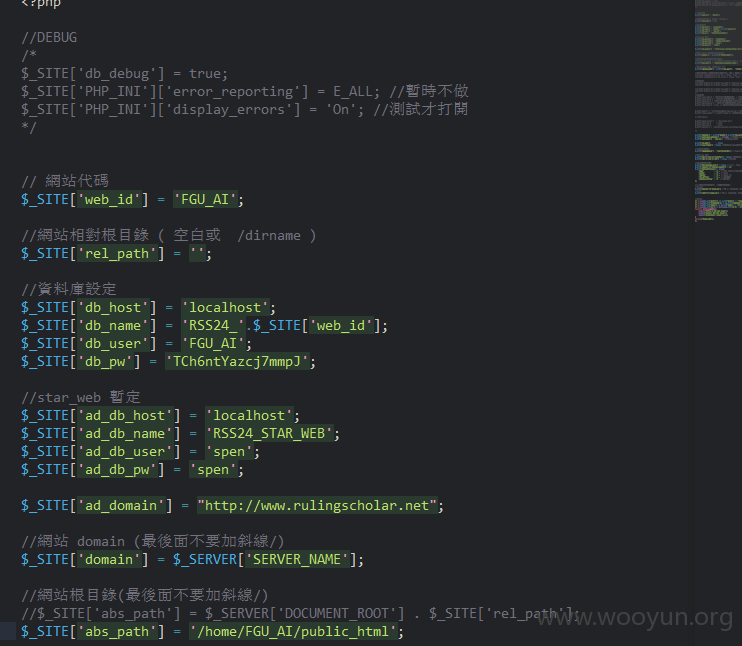 <?php
//DEBUG
/*
$_SITE['db_debug'] = true;
$_SITE['PHP_INI']['error_reporting'] = E_ALL; //暫時不做
$_SITE['PHP_INI']['display_errors'] = 'On'; //測試才打開
*/
// 網站代碼
$_SITE['web_id'] = 'FGU_AI';
//網站相對根目錄 ( 空白或  /dirname )
$_SITE['rel_path'] = '';
//資料庫設定
$_SITE['db_host'] = 'localhost';
$_SITE['db_name'] = 'RSS24_'.$_SITE['web_id'];
$_SITE['db_user'] = 'FGU_AI';
$_SITE['db_pw'] = 'TCh6ntYazcj7mmpJ';
//star_web 暫定
$_SITE['ad_db_host'] = 'localhost';
$_SITE['ad_db_name'] = 'RSS24_STAR_WEB';
$_SITE['ad_db_user'] = 'spen';
$_SITE['ad_db_pw'] = 'spen';
$_SITE['ad_domain'] = "http://www.rulingscholar.net";
//網站 domain (最後面不要加斜線/)
$_SITE['domain'] = $_SERVER['SERVER_NAME'];
//網站根目錄(最後面不要加斜線/)
//$_SITE['abs_path'] = $_SERVER['DOCUMENT_ROOT'] . $_SITE['rel_path'];
$_SITE['abs_path'] = '/home/FGU_AI/public_html';
www.wooyun.org